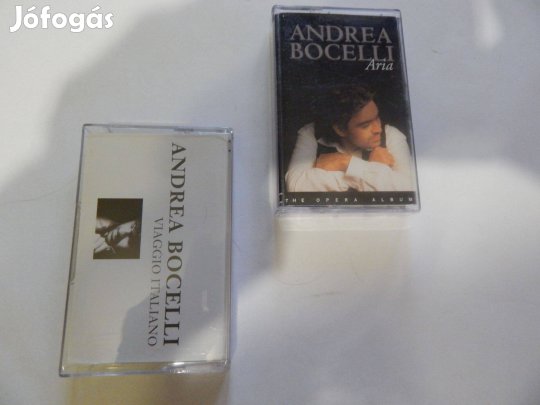 Jófogás
ANDREA
BOCELLI
Aria
THE OPERA ALBUM
ANDREA BOCELLI
VIAGGIO ITALIANO